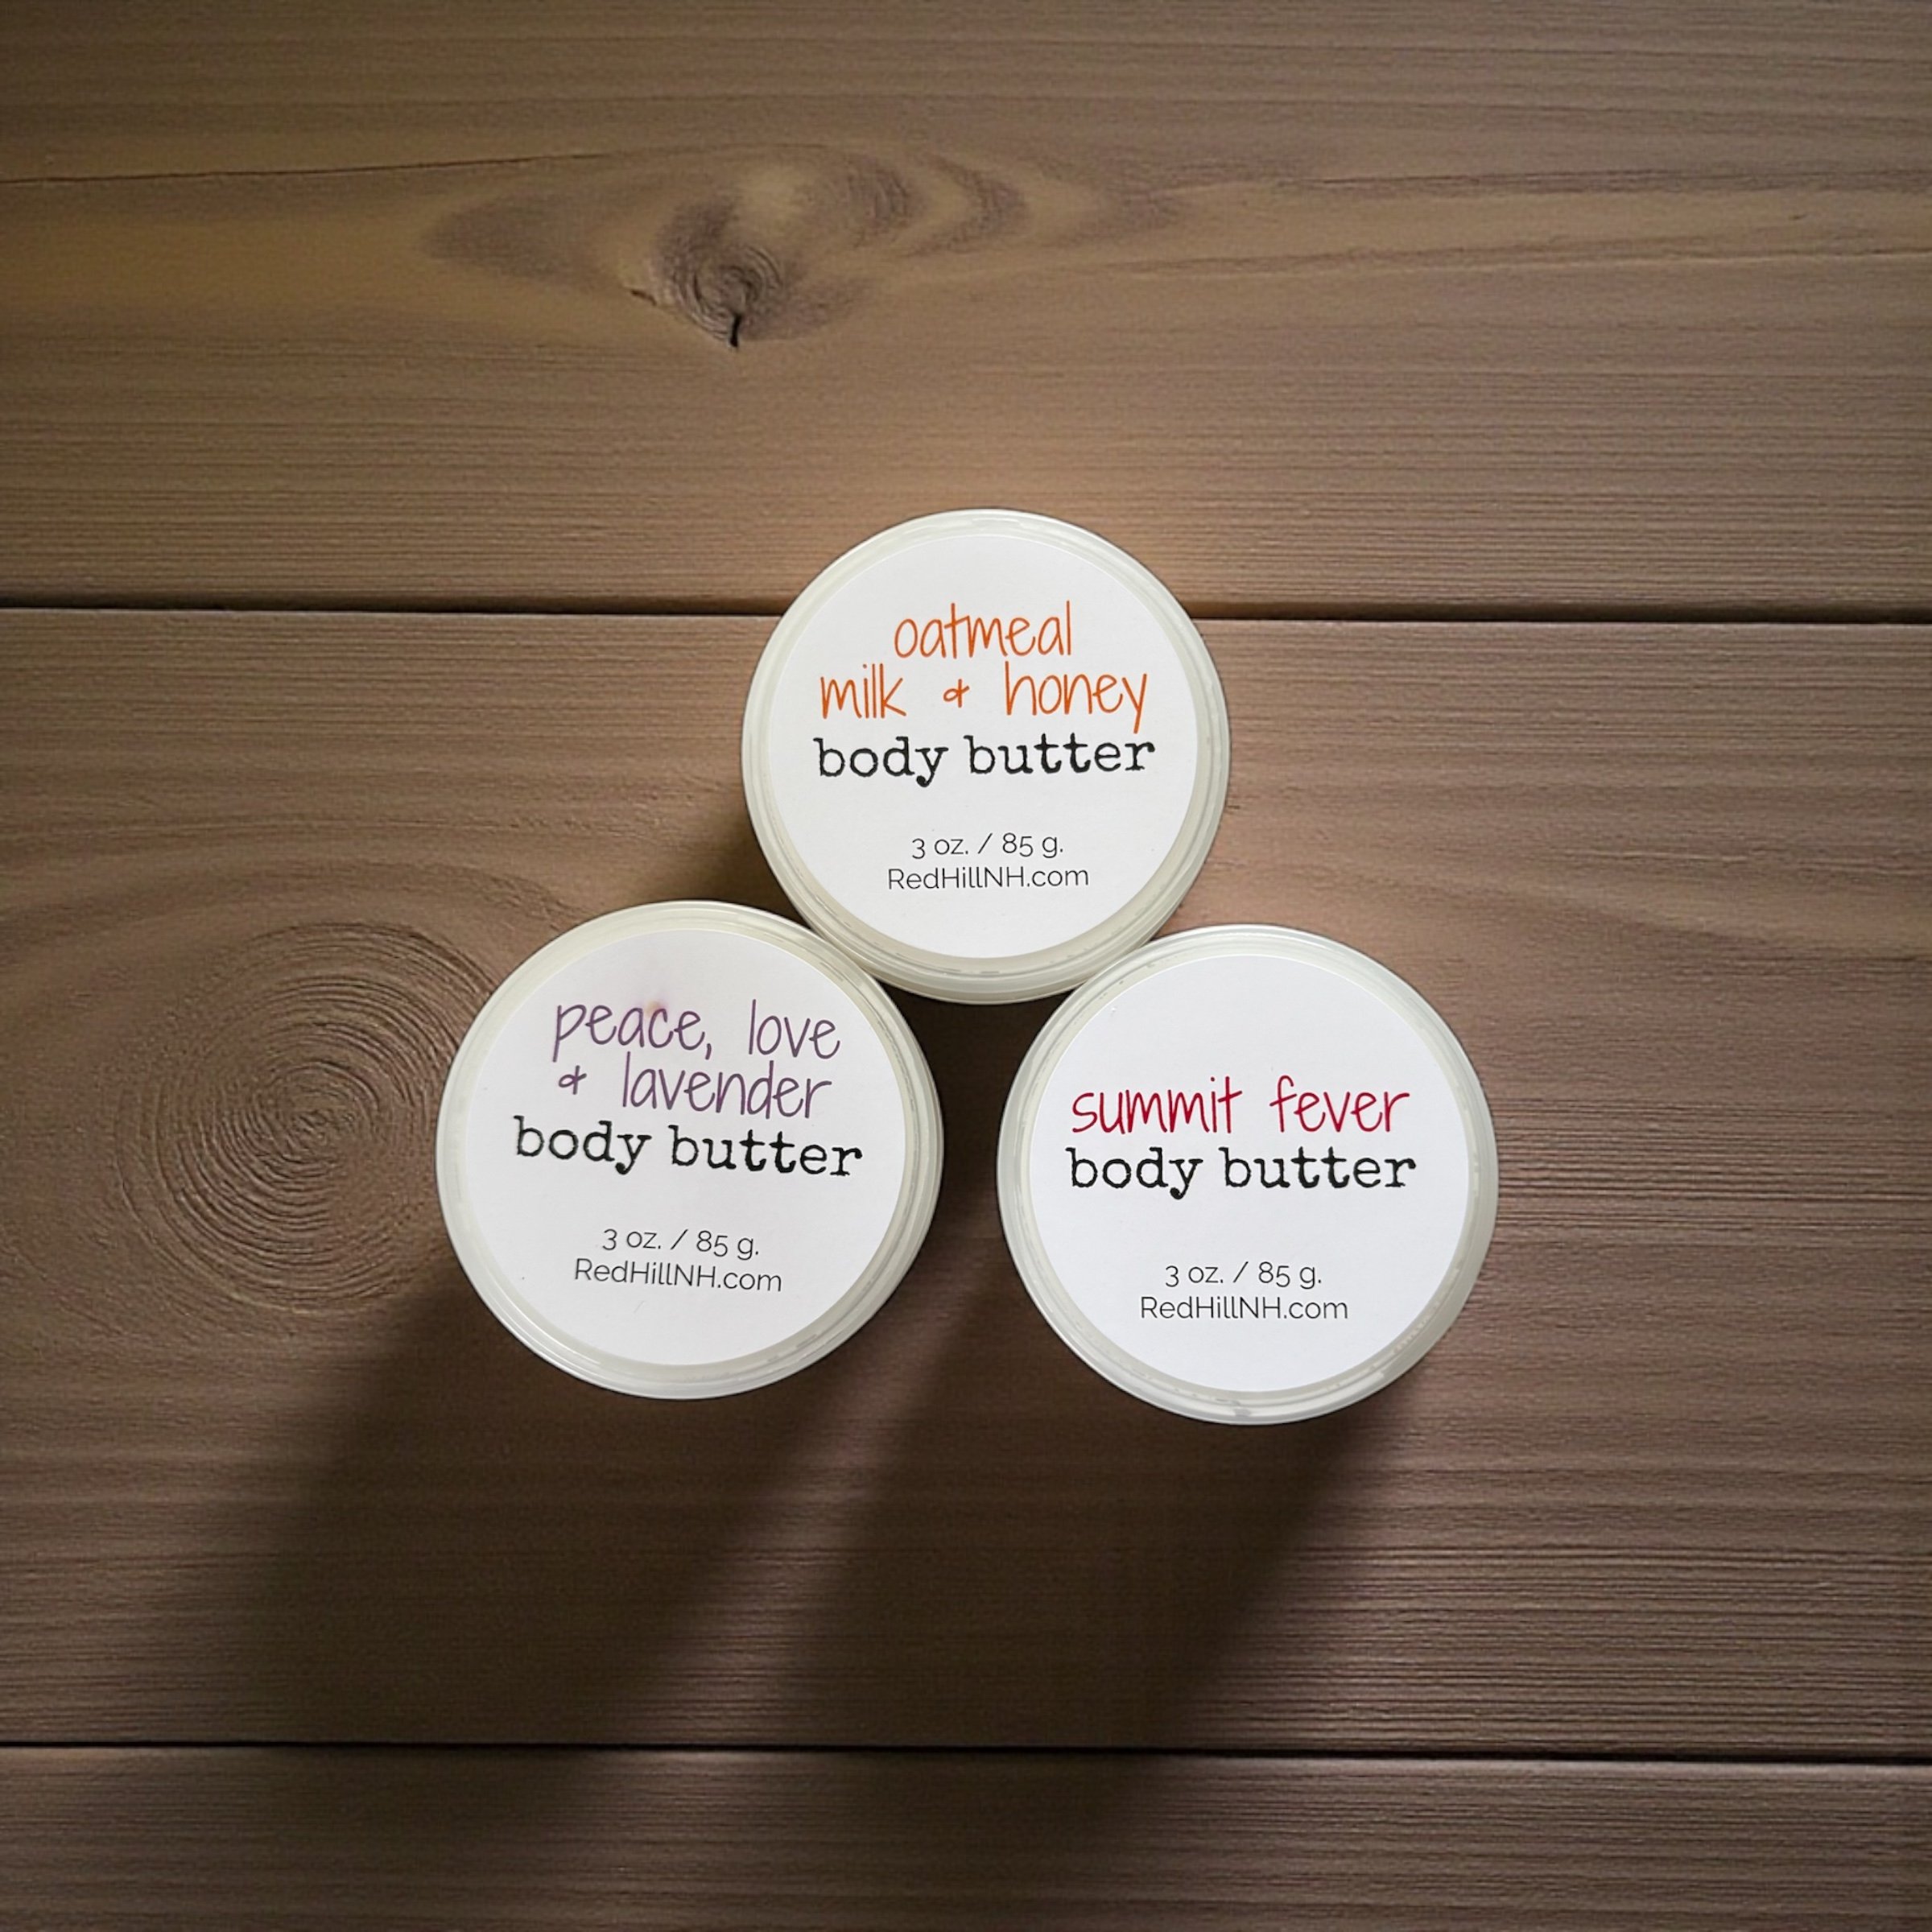 oatmeal
milk & honey
body butter
3 oz. / 85 g.
RedHillNH.com
peace, love
& lavender
body butter
3 oz. / 85 g.
RedHillNH.com
summit fever
body butter
3 oz. / 85 g.
RedHillNH.com